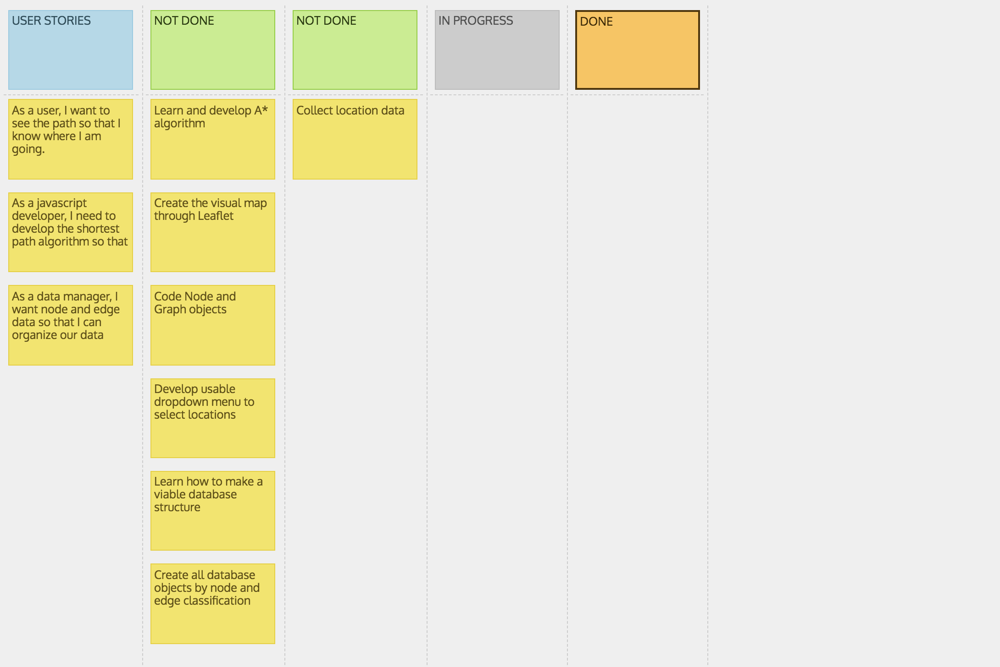 USER STORIES
NOT DONE
NOT DONE
IN PROGRESS
DONE
As a user, I want to
see the path so that I
know where I am
going.
As a javascript
developer, I need to
develop the shortest
path algorithm so that
As a data manager, I
want node and edge
data so that I can
organize our data
Learn and develop A*
algorithm
Create the visual map
through Leaflet
Code Node and
Graph objects
Develop usable
dropdown menu to
select locations
Learn how to make a
viable database
structure
Create all database
objects by node and
edge classification
Collect location data